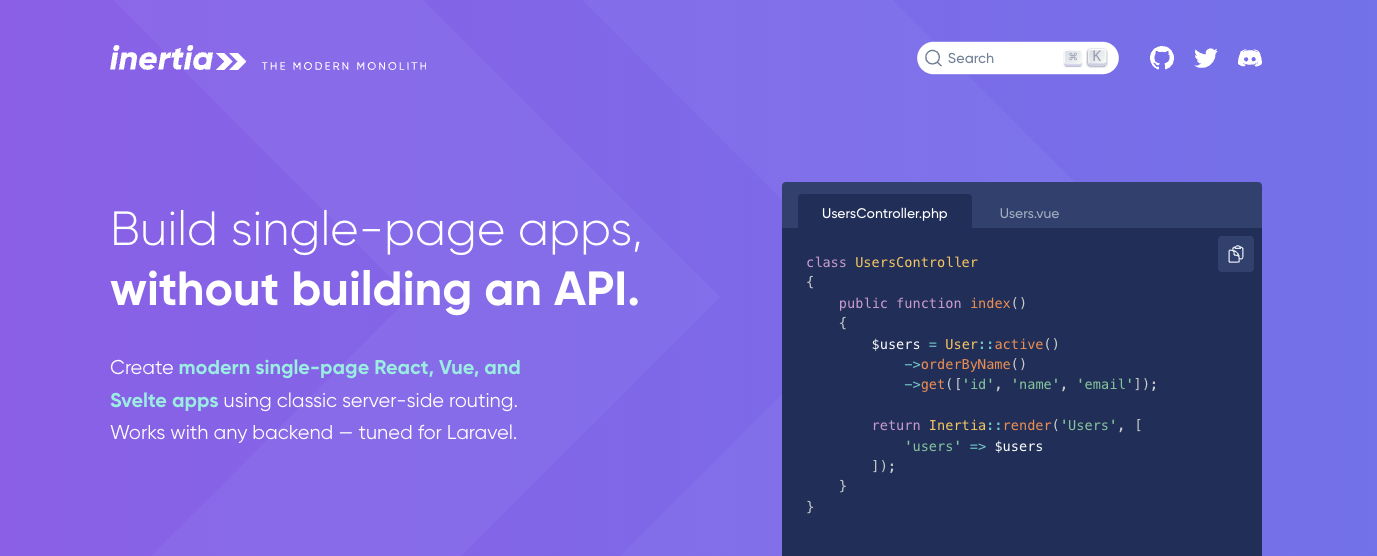 inertia THE MODERN MONOLITH
Search ⌘ K
Build single-page apps,
without building an API.
Create modern single-page React, Vue, and
Svelte apps using classic server-side routing.
Works with any backend — tuned for Laravel.
UsersController.php Users.vue
class UsersController
{
    public function index()
    {
        $users = User::active()
            ->orderByName()
            ->get(['id', 'name', 'email']);

        return Inertia::render('Users', [
            'users' => $users
        ]);
    }
}